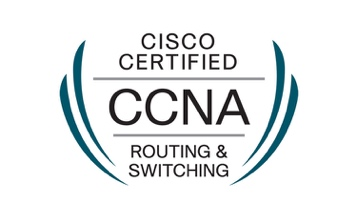 CISCO
CERTIFIED
CCNA
ROUTING &
SWITCHING